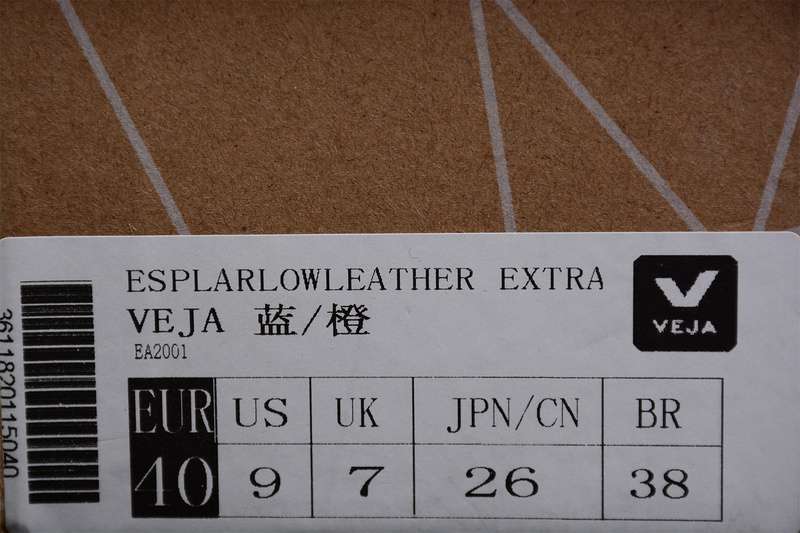 ESPLARLOWLEATHER EXTRA
VEJA 蓝/橙
EA2001
VEJA
3611820115040
EUR US UK JPN/CN BR
40 9 7 26 38